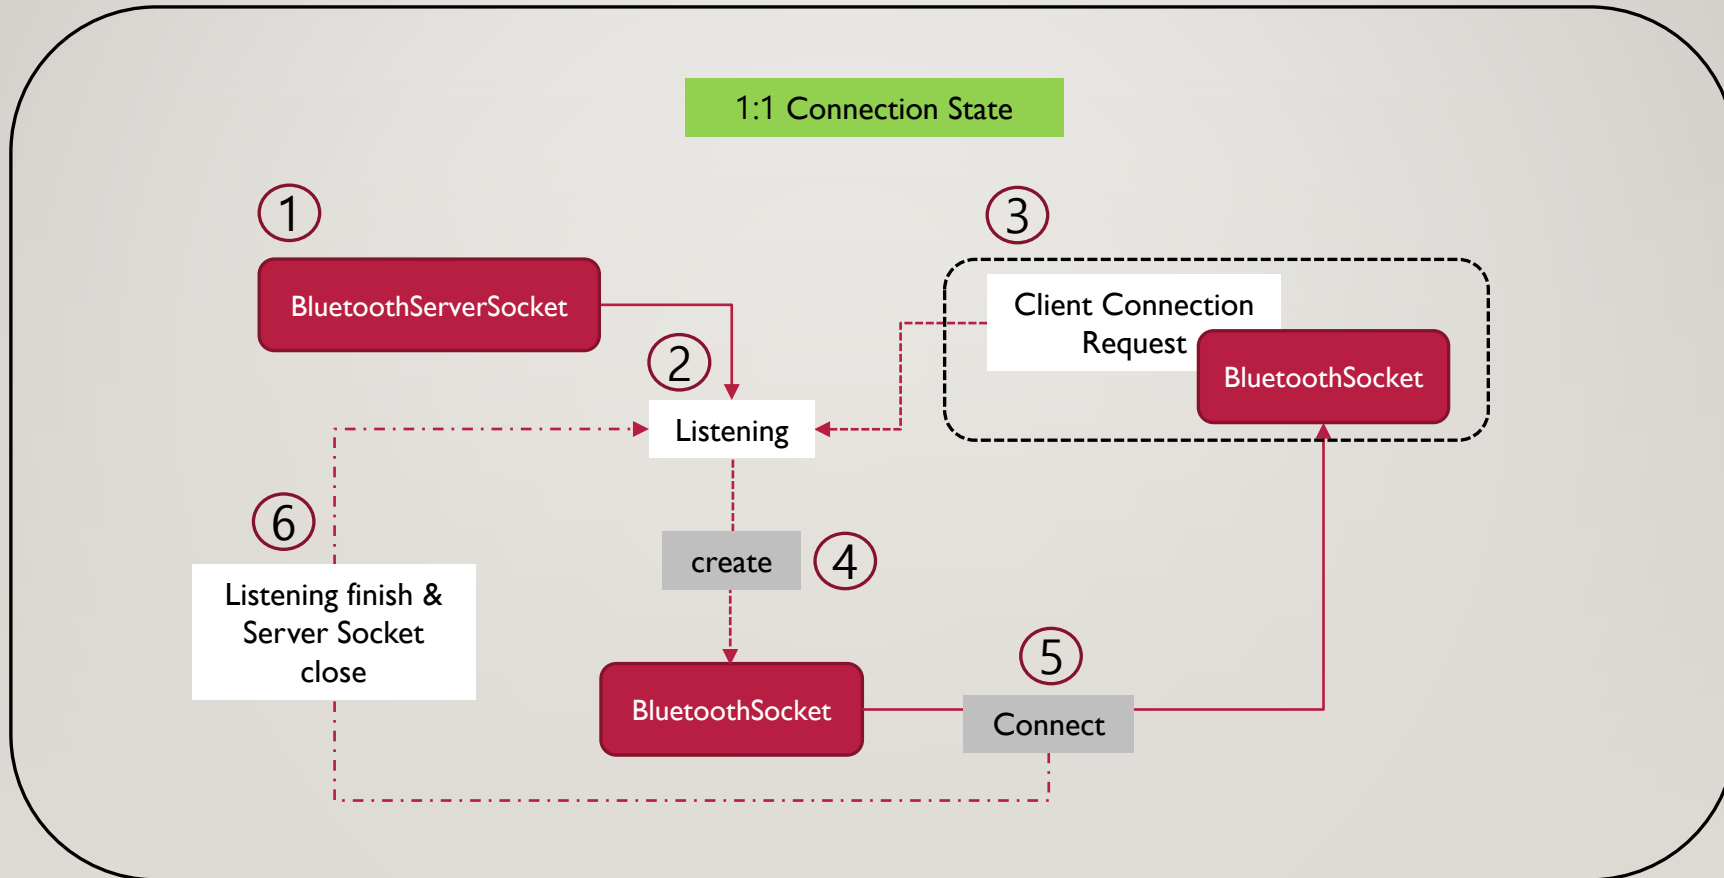 1:1 Connection State
①
BluetoothServerSocket
②
Listening
③
Client Connection
Request
BluetoothSocket
create
④
BluetoothSocket
⑤
Connect
⑥
Listening finish &
Server Socket
close